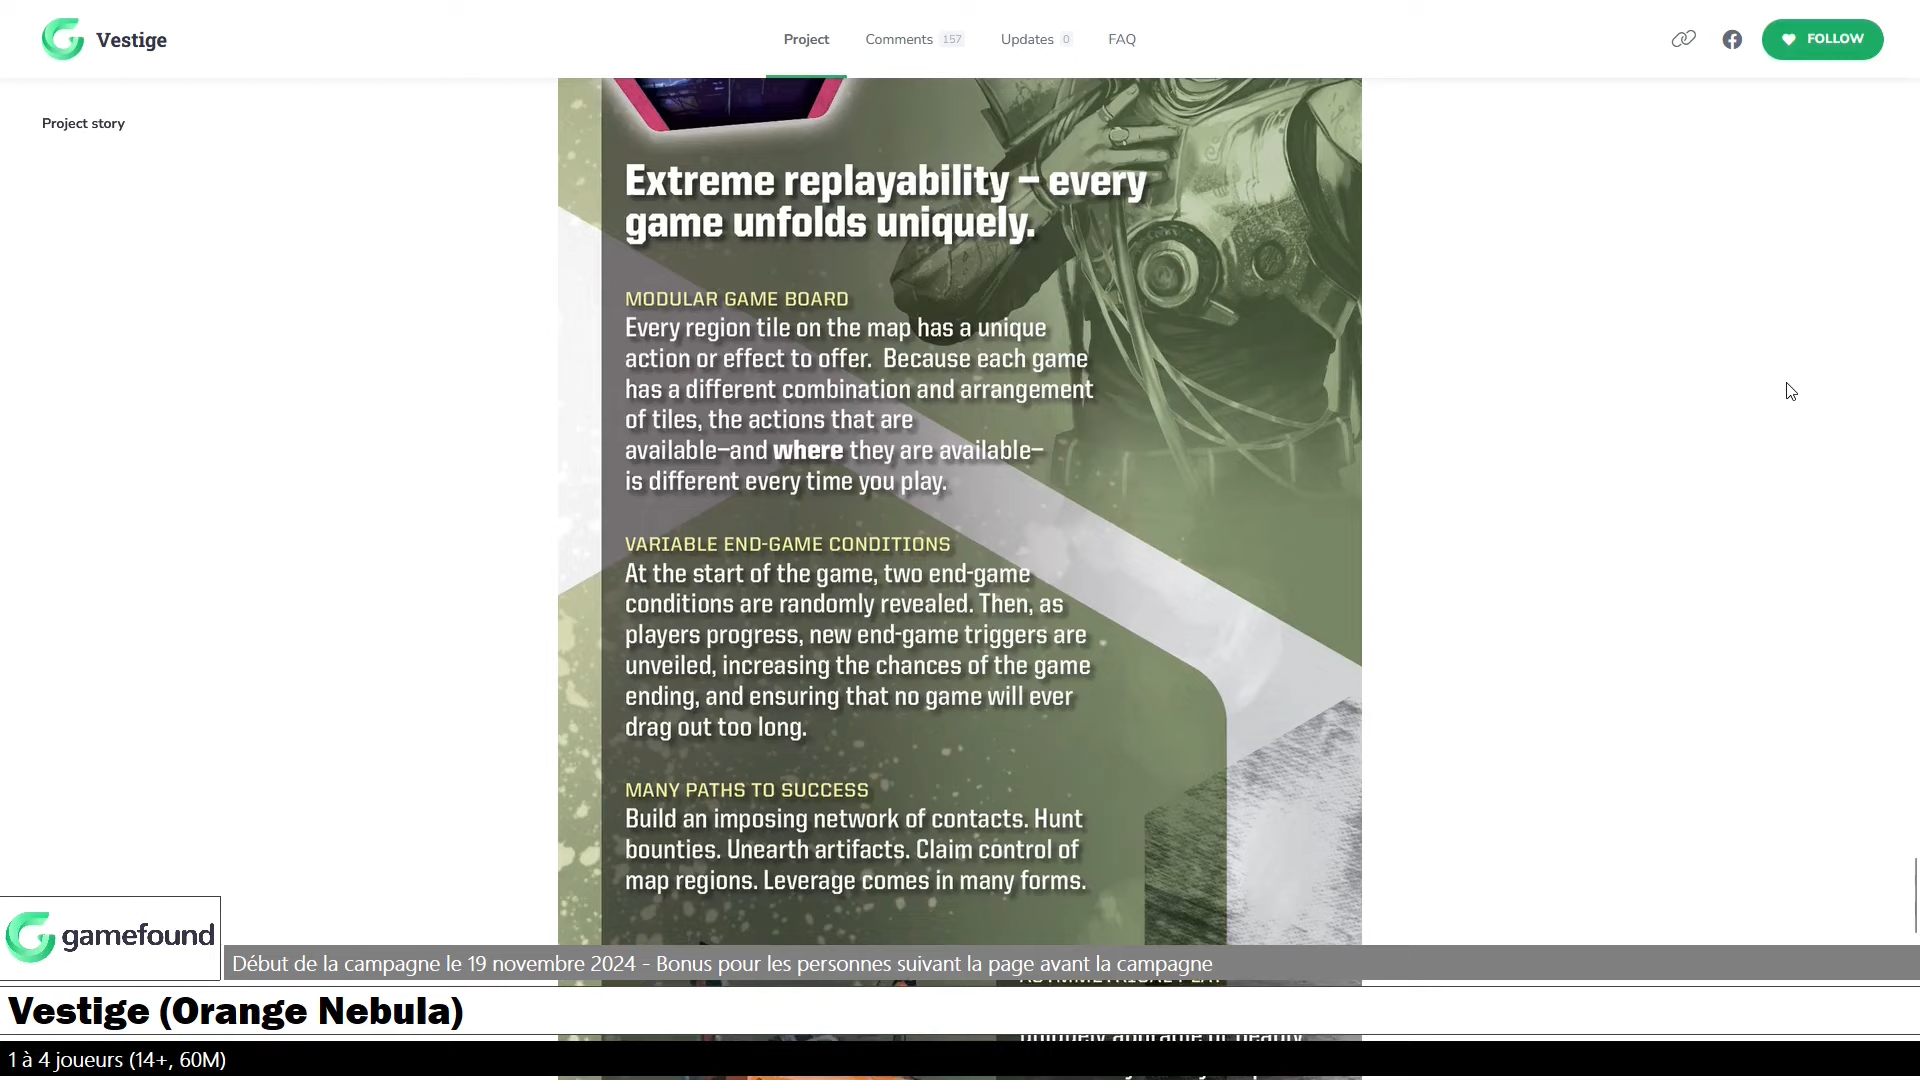 Vestige
Project
Comments 157
Updates 0
FAQ
FOLLOW
Project story
Extreme replayability – every
game unfolds uniquely.
MODULAR GAME BOARD
Every region tile on the map has a unique
action or effect to offer. Because each game
has a different combination and arrangement
of tiles, the actions that are
available–and where they are available–
is different every time you play.
VARIABLE END-GAME CONDITIONS
At the start of the game, two end-game
conditions are randomly revealed. Then, as
players progress, new end-game triggers are
unveiled, increasing the chances of the game
ending, and ensuring that no game will ever
drag out too long.
MANY PATHS TO SUCCESS
Build an imposing network of contacts. Hunt
bounties. Unearth artifacts. Claim control of
map regions. Leverage comes in many forms.
gamefound
Début de la campagne le 19 novembre 2024 - Bonus pour les personnes suivant la page avant la campagne
Vestige (Orange Nebula)
1 à 4 joueurs (14+, 60M)